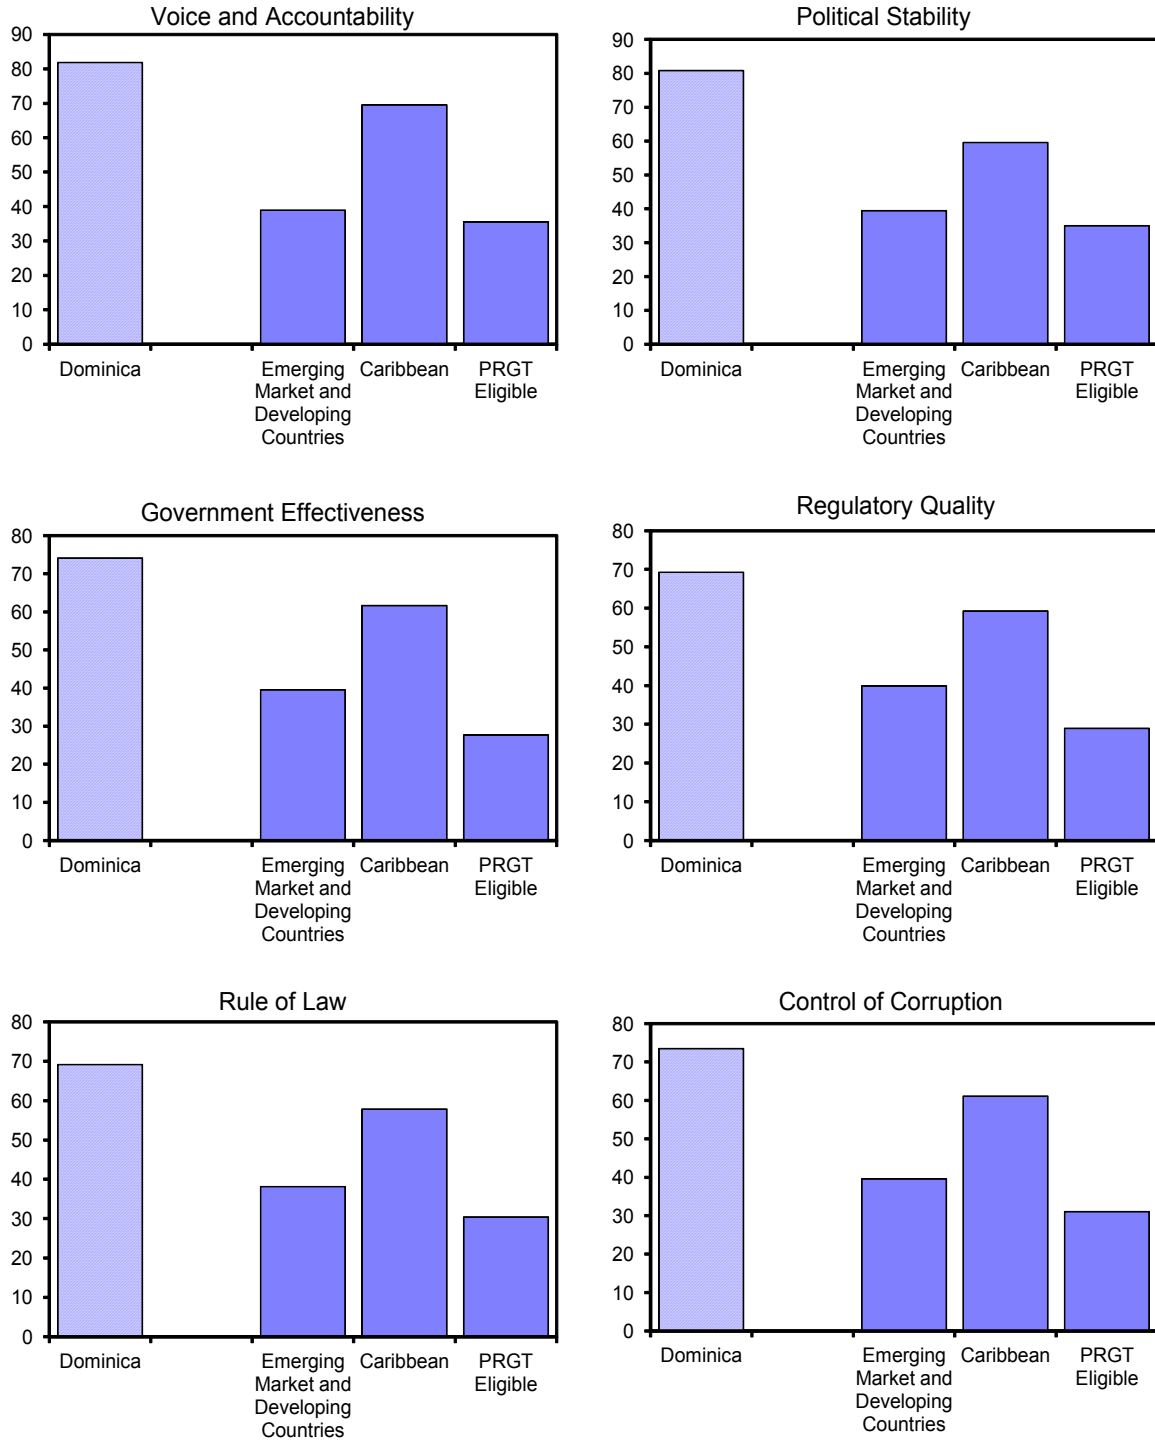 Voice and Accountability
90
80
70
60
50
40
30
20
10
0
Dominica
Emerging
Market and
Developing
Countries
Caribbean
PRGT
Eligible
Political Stability
90
80
70
60
50
40
30
20
10
0
Dominica
Emerging
Market and
Developing
Countries
Caribbean
PRGT
Eligible
Government Effectiveness
80
70
60
50
40
30
20
10
0
Dominica
Emerging
Market and
Developing
Countries
Caribbean
PRGT
Eligible
Regulatory Quality
80
70
60
50
40
30
20
10
0
Dominica
Emerging
Market and
Developing
Countries
Caribbean
PRGT
Eligible
Rule of Law
80
70
60
50
40
30
20
10
0
Dominica
Emerging
Market and
Developing
Countries
Caribbean
PRGT
Eligible
Control of Corruption
80
70
60
50
40
30
20
10
0
Dominica
Emerging
Market and
Developing
Countries
Caribbean
PRGT
Eligible